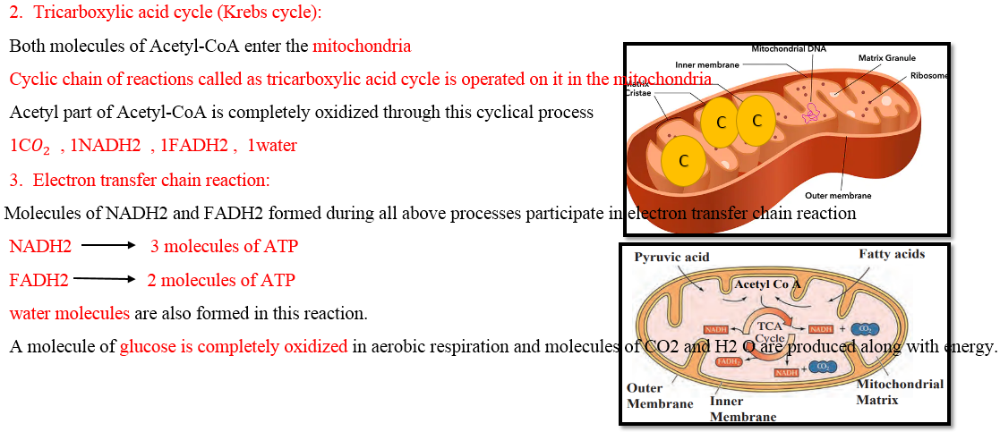 2. Tricarboxylic acid cycle (Krebs cycle):
Both molecules of Acetyl-CoA enter the mitochondria
Cyclic chain of reactions called as tricarboxylic acid cycle is operated on it in the mitochondria
Acetyl part of Acetyl-CoA is completely oxidized through this cyclical process
1CO₂ , 1NADH2 , 1FADH2 , 1water
3. Electron transfer chain reaction:
Molecules of NADH2 and FADH2 formed during all above processes participate in electron transfer chain reaction
NADH2 → 3 molecules of ATP
FADH2 → 2 molecules of ATP
water molecules are also formed in this reaction.
A molecule of glucose is completely oxidized in aerobic respiration and molecules of CO2 and H2 O are produced along with energy.
Mitochondrial DNA
Inner membrane
Matrix Granule
Ribosome
Matrix
Cristae
C
C
C
Outer membrane
Pyruvic acid
Fatty acids
Acetyl Co A
TCA
Cycle
NADH
NADH + CO₂
FADH₂
NADH + CO₂
Outer
Membrane
Inner
Membrane
Mitochondrial
Matrix